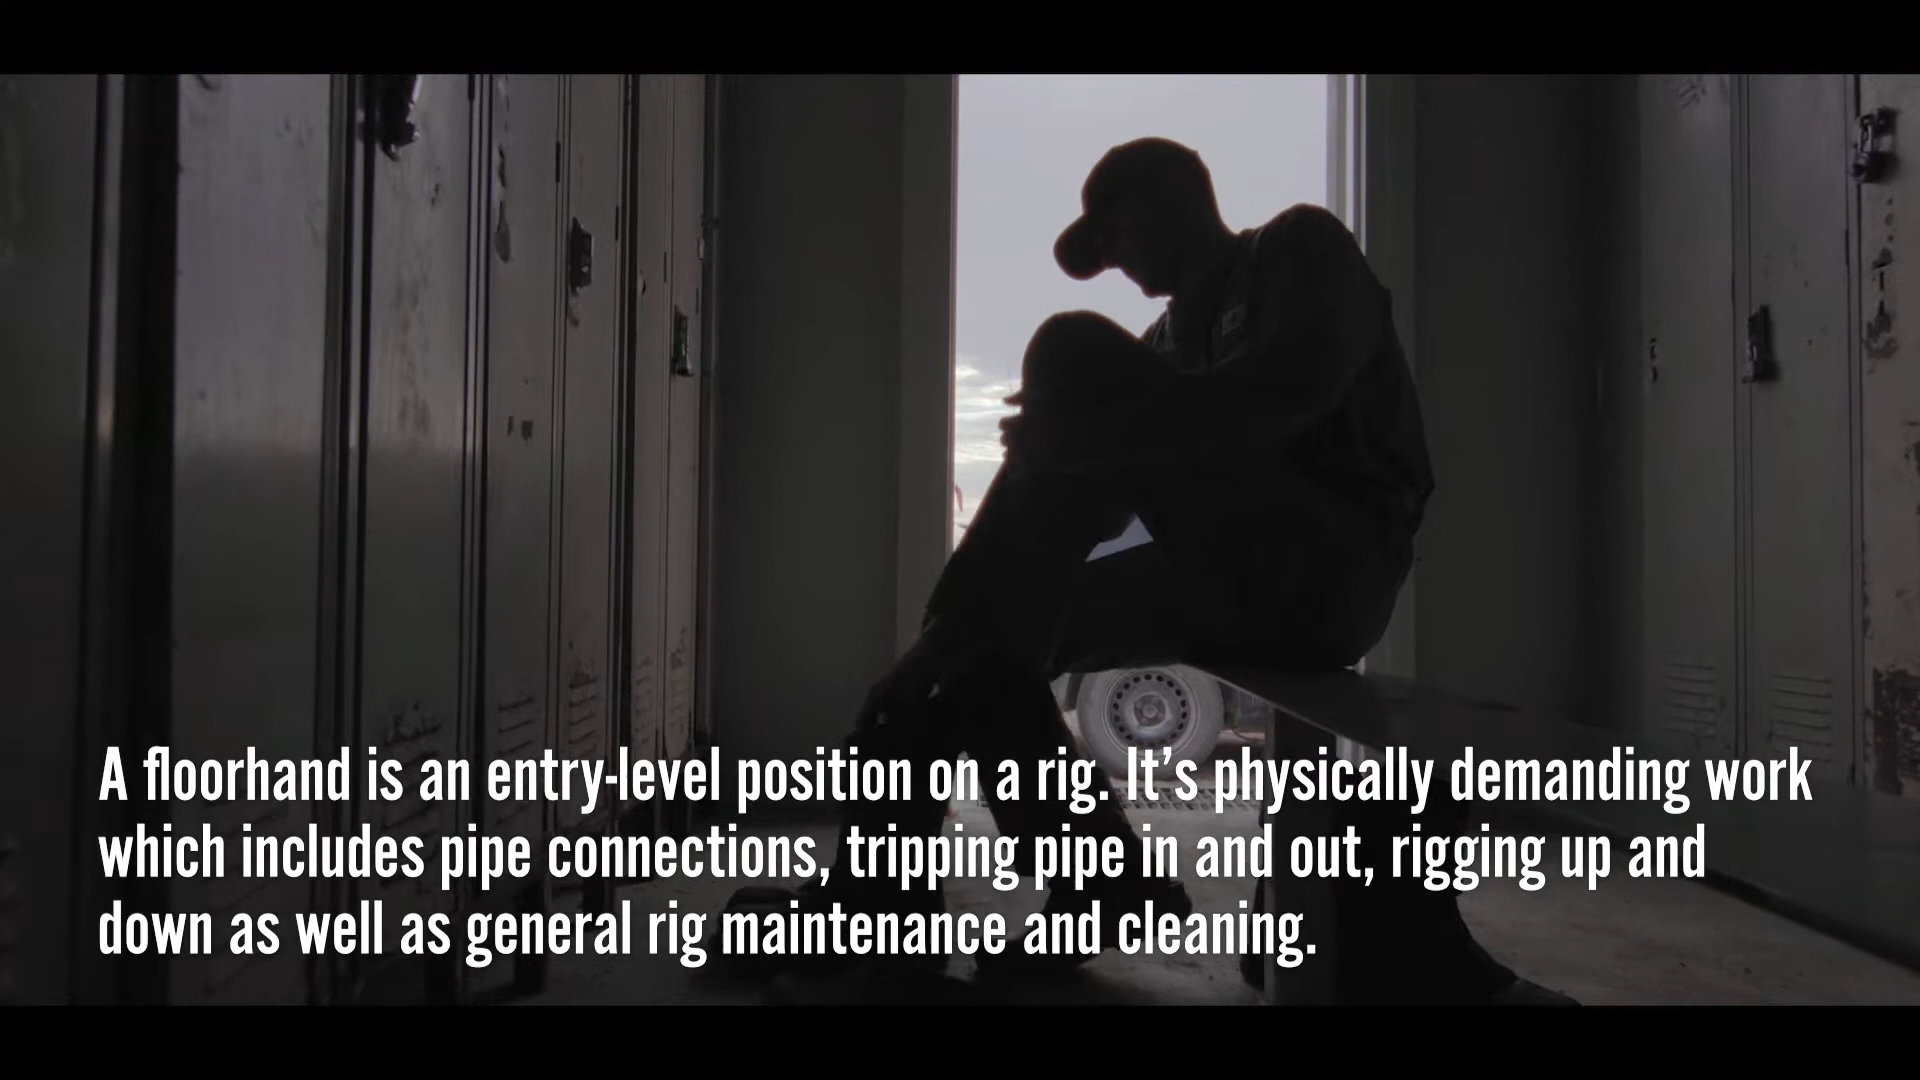 A floorhand is an entry-level position on a rig. It’s physically demanding work
which includes pipe connections, tripping pipe in and out, rigging up and
down as well as general rig maintenance and cleaning.